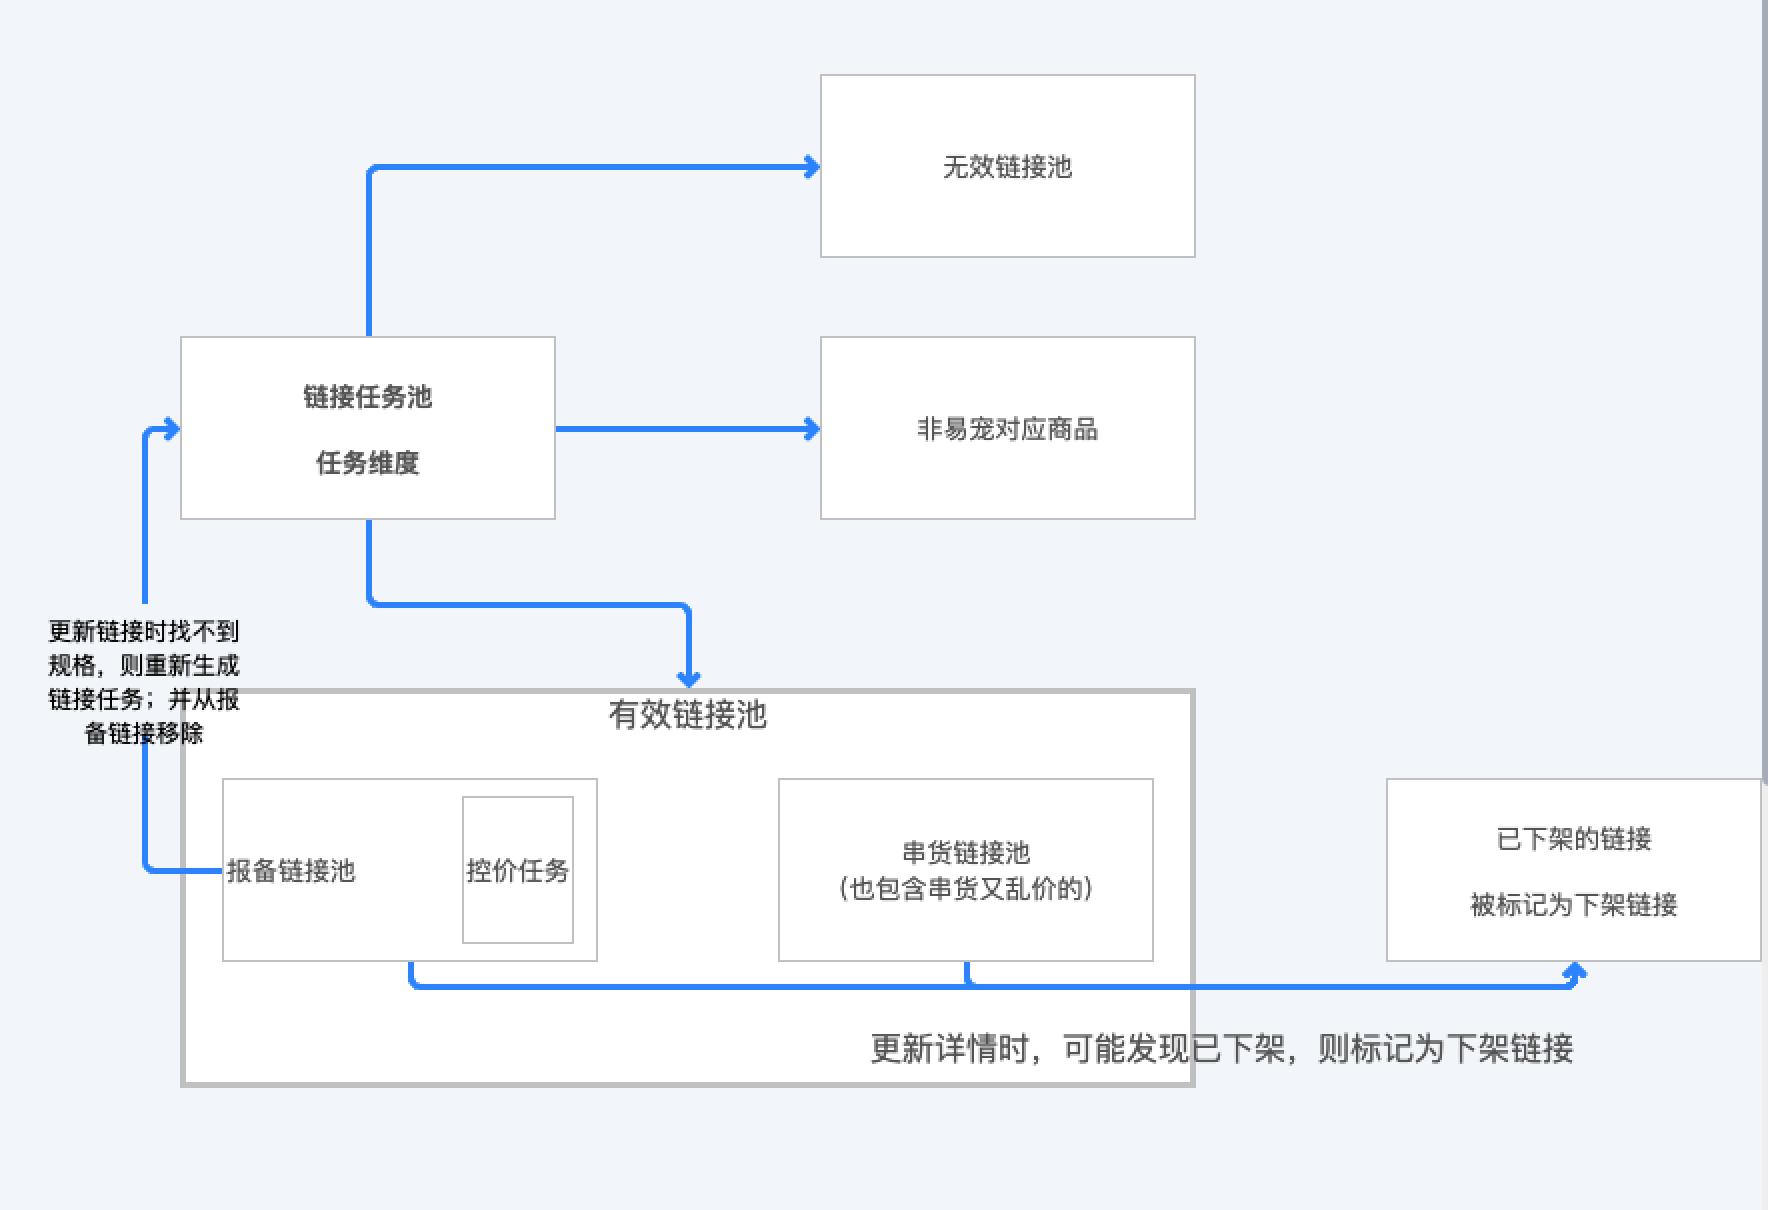 无效链接池
链接任务池
任务维度
非易宠对应商品
更新链接时找不到
规格，则重新生成
链接任务；并从报
备链接移除
有效链接池
报备链接池
控价任务
串货链接池
（也包含串货又乱价的）
已下架的链接
被标记为下架链接
更新详情时，可能发现已下架，则标记为下架链接